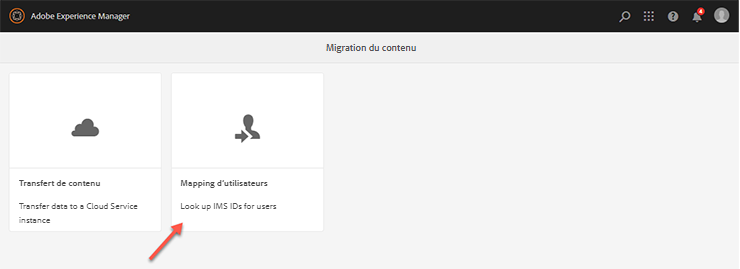 Adobe Experience Manager
4
Migration du contenu
Transfert de contenu
Transfer data to a Cloud Service
instance
Mapping d'utilisateurs
Look up IMS IDs for users